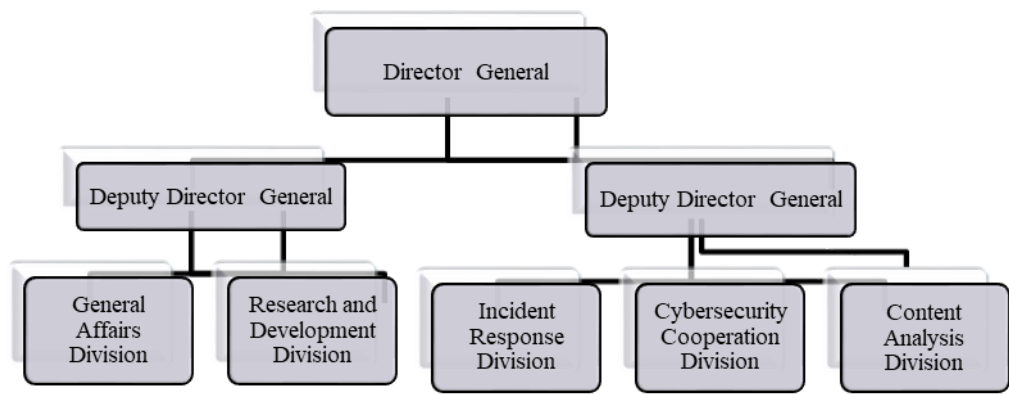 Director General
Deputy Director General
Deputy Director General
General
Affairs
Division
Research and
Development
Division
Incident
Response
Division
Cybersecurity
Cooperation
Division
Content
Analysis
Division